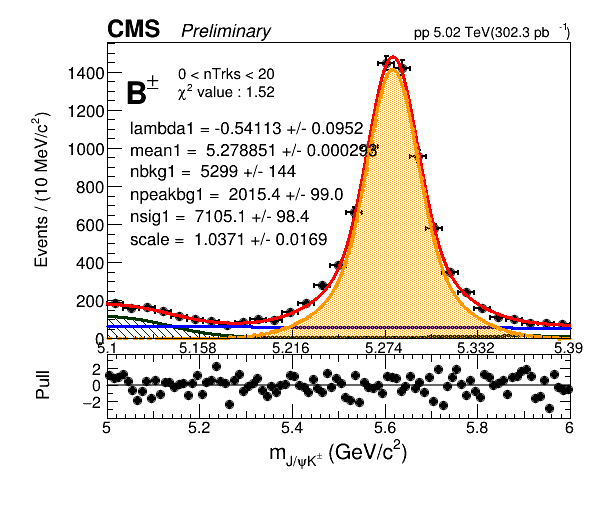 CMS Preliminary pp 5.02 TeV(302.3 pb⁻¹)
B± 0 < nTrks < 20
χ² value : 1.52
lambda1 = -0.54113 +/- 0.0952
mean1 = 5.278851 +/- 0.000293
nbkg1 = 5299 +/- 144
npeakbg1 = 2015.4 +/- 99.0
nsig1 = 7105.1 +/- 98.4
scale = 1.0371 +/- 0.0169
Events / (10 MeV/c²)
1400
1200
1000
800
600
400
200
0
5.1 5.158 5.216 5.274 5.332 5.39
Pull
2
0
−2
5 5.2 5.4 5.6 5.8 6
m J/ψK± (GeV/c²)